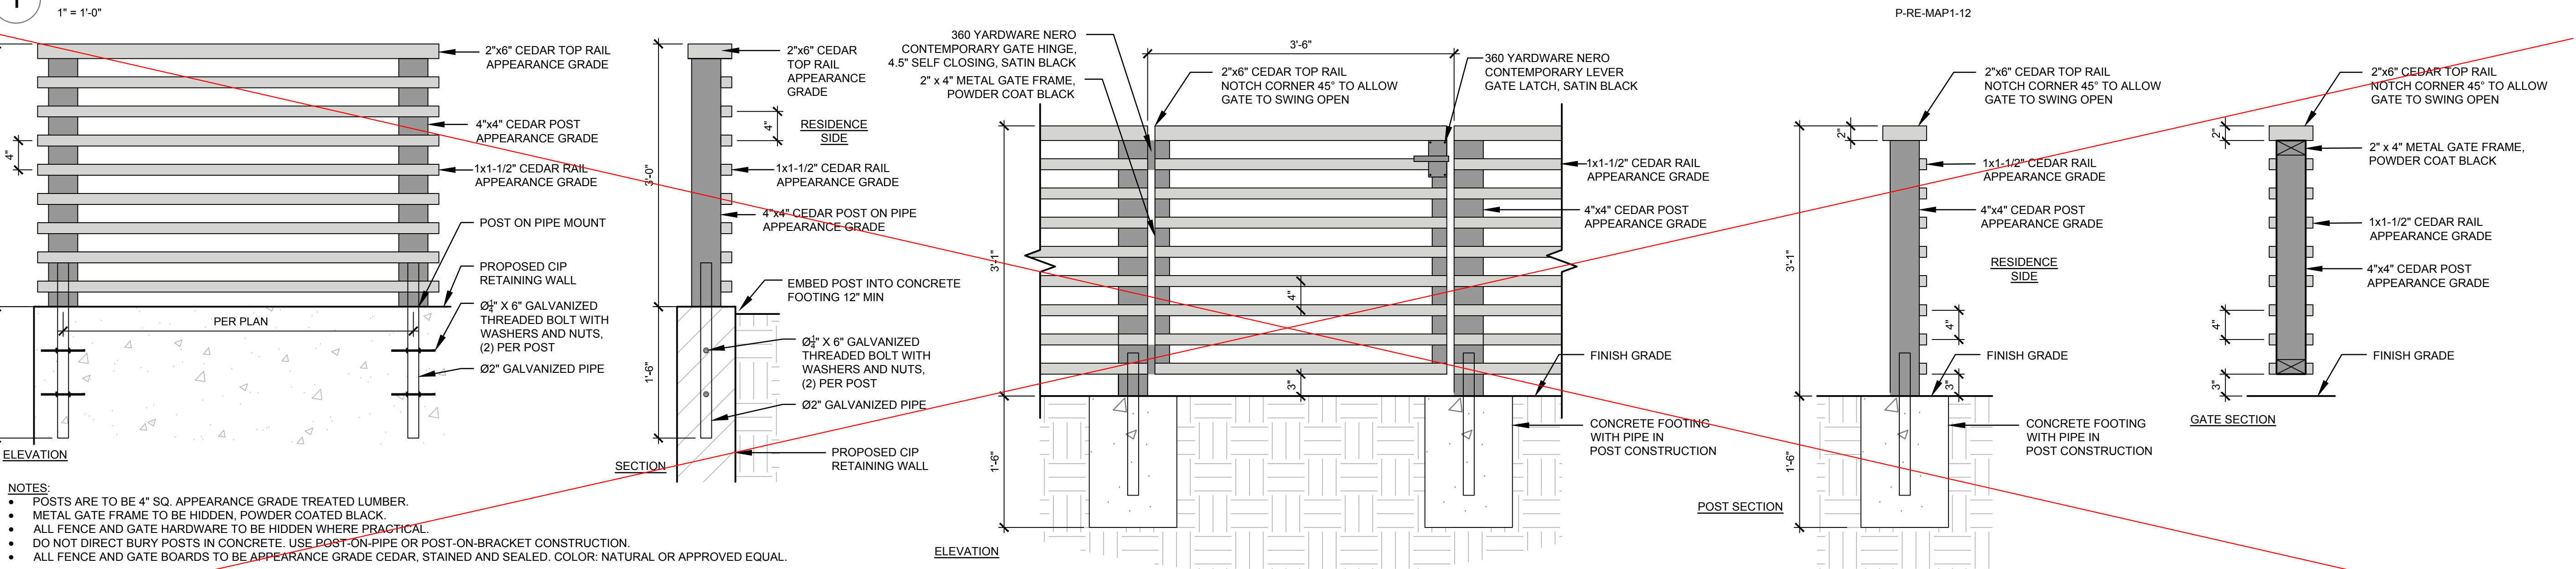 1
1" = 1'-0"
P-RE-MAP1-12
2"x6" CEDAR TOP RAIL
APPEARANCE GRADE
4"x4" CEDAR POST
APPEARANCE GRADE
4"
1x1-1/2" CEDAR RAIL
APPEARANCE GRADE
POST ON PIPE MOUNT
PROPOSED CIP
RETAINING WALL
PER PLAN
Ø1/4" X 6" GALVANIZED
THREADED BOLT WITH
WASHERS AND NUTS,
(2) PER POST
Ø2" GALVANIZED PIPE
ELEVATION
2"x6" CEDAR
TOP RAIL
APPEARANCE
GRADE
4"
RESIDENCE
SIDE
3'-0"
1x1-1/2" CEDAR RAIL
APPEARANCE GRADE
4"x4" CEDAR POST ON PIPE
APPEARANCE GRADE
EMBED POST INTO CONCRETE
FOOTING 12" MIN
1'-6"
Ø1/4" X 6" GALVANIZED
THREADED BOLT WITH
WASHERS AND NUTS,
(2) PER POST
Ø2" GALVANIZED PIPE
PROPOSED CIP
RETAINING WALL
SECTION
NOTES:
• POSTS ARE TO BE 4" SQ. APPEARANCE GRADE TREATED LUMBER.
• METAL GATE FRAME TO BE HIDDEN, POWDER COATED BLACK.
• ALL FENCE AND GATE HARDWARE TO BE HIDDEN WHERE PRACTICAL.
• DO NOT DIRECT BURY POSTS IN CONCRETE. USE POST-ON-PIPE OR POST-ON-BRACKET CONSTRUCTION.
• ALL FENCE AND GATE BOARDS TO BE APPEARANCE GRADE CEDAR, STAINED AND SEALED. COLOR: NATURAL OR APPROVED EQUAL.
360 YARDWARE NERO
CONTEMPORARY GATE HINGE,
4.5" SELF CLOSING, SATIN BLACK
2" x 4" METAL GATE FRAME,
POWDER COAT BLACK
3'-6"
2"x6" CEDAR TOP RAIL
NOTCH CORNER 45° TO ALLOW
GATE TO SWING OPEN
360 YARDWARE NERO
CONTEMPORARY LEVER
GATE LATCH, SATIN BLACK
1x1-1/2" CEDAR RAIL
APPEARANCE GRADE
4"x4" CEDAR POST
APPEARANCE GRADE
3'-1"
4"
3"
FINISH GRADE
1'-6"
CONCRETE FOOTING
WITH PIPE IN
POST CONSTRUCTION
ELEVATION
2"x6" CEDAR TOP RAIL
NOTCH CORNER 45° TO ALLOW
GATE TO SWING OPEN
2"
1x1-1/2" CEDAR RAIL
APPEARANCE GRADE
4"x4" CEDAR POST
APPEARANCE GRADE
3'-1"
RESIDENCE
SIDE
4"
FINISH GRADE
3"
1'-6"
CONCRETE FOOTING
WITH PIPE IN
POST CONSTRUCTION
POST SECTION
2"x6" CEDAR TOP RAIL
NOTCH CORNER 45° TO ALLOW
GATE TO SWING OPEN
2"
2" x 4" METAL GATE FRAME,
POWDER COAT BLACK
1x1-1/2" CEDAR RAIL
APPEARANCE GRADE
4"x4" CEDAR POST
APPEARANCE GRADE
4"
FINISH GRADE
3"
GATE SECTION